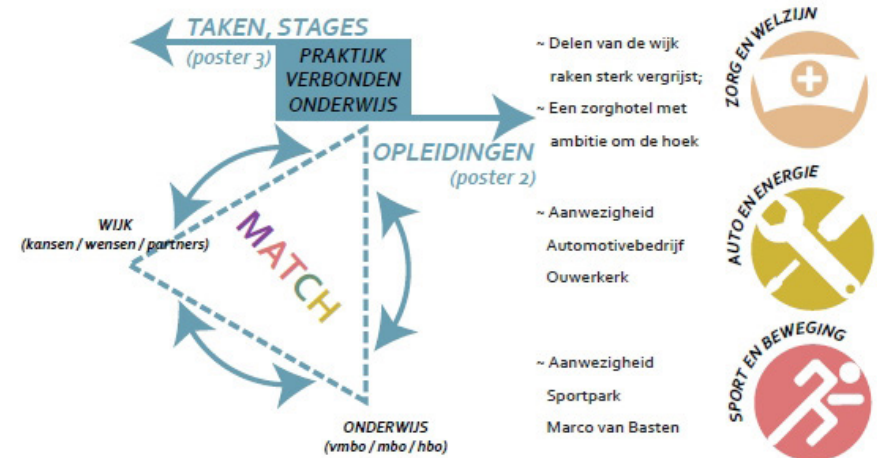 TAKEN, STAGES
(poster 3)
PRAKTIJK
VERBONDEN
ONDERWIJS
OPLEIDINGEN
(poster 2)
WIJK
(kansen / wensen / partners)
MATCH
ONDERWIJS
(vmbo / mbo / hbo)
~ Delen van de wijk
raken sterk vergrijst;
~ Een zorghotel met
ambitie om de hoek
ZORG EN WELZIJN
~ Aanwezigheid
Automotivebedrijf
Ouwerkerk
AUTO EN ENERGIE
~ Aanwezigheid
Sportpark
Marco van Basten
SPORT EN BEWEGING